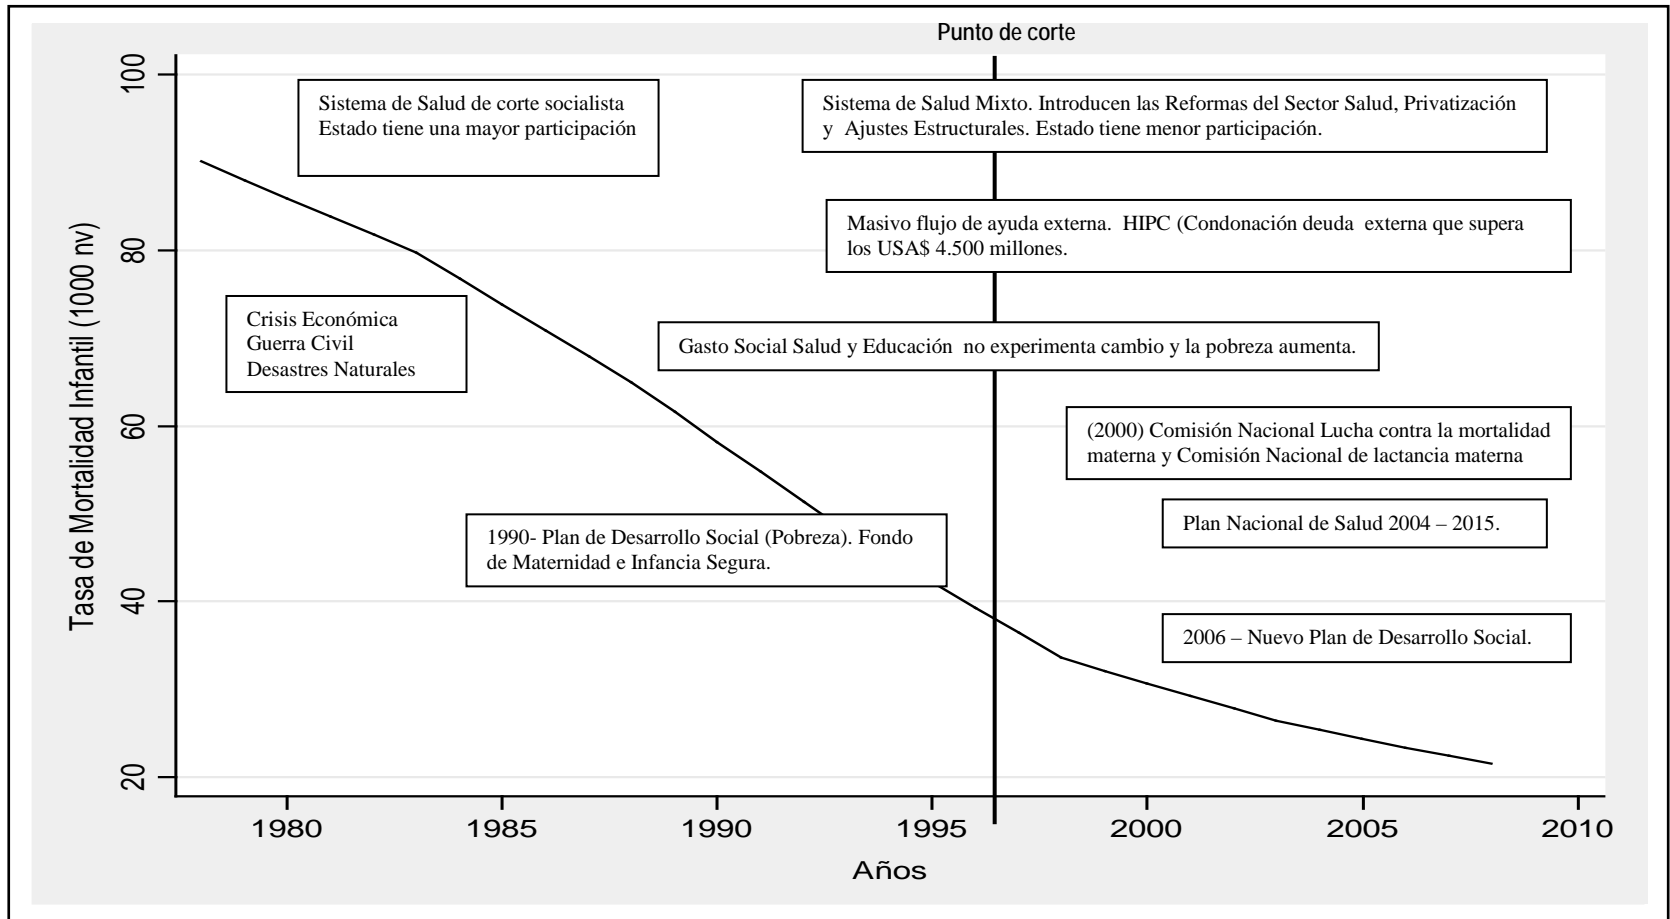 Punto de corte
Sistema de Salud de corte socialista
Estado tiene una mayor participación
Sistema de Salud Mixto. Introducen las Reformas del Sector Salud, Privatización
y Ajustes Estructurales. Estado tiene menor participación.
Masivo flujo de ayuda externa. HIPC (Condonación deuda externa que supera
los USA$ 4.500 millones.
Crisis Económica
Guerra Civil
Desastres Naturales
Gasto Social Salud y Educación no experimenta cambio y la pobreza aumenta.
(2000) Comisión Nacional Lucha contra la mortalidad
materna y Comisión Nacional de lactancia materna
1990- Plan de Desarrollo Social (Pobreza). Fondo
de Maternidad e Infancia Segura.
Plan Nacional de Salud 2004 – 2015.
2006 – Nuevo Plan de Desarrollo Social.
Tasa de Mortalidad Infantil (1000 nv)
100
80
60
40
20
1980 1985 1990 1995 2000 2005 2010
Años